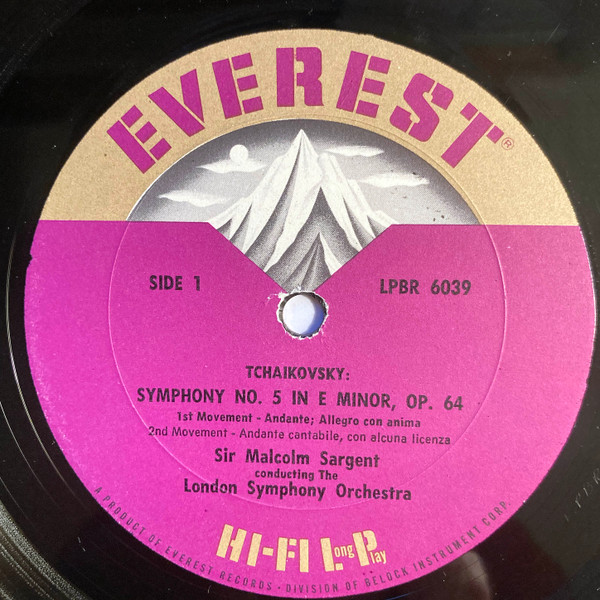 EVEREST®
SIDE 1
LPBR 6039
TCHAIKOVSKY:
SYMPHONY NO. 5 IN E MINOR, OP. 64
1st Movement - Andante; Allegro con anima
2nd Movement - Andante cantabile, con alcuna licenza
Sir Malcolm Sargent
conducting The
London Symphony Orchestra
HI-FI Long Play
A PRODUCT OF EVEREST RECORDS - DIVISION OF BELOCK INSTRUMENT CORP.